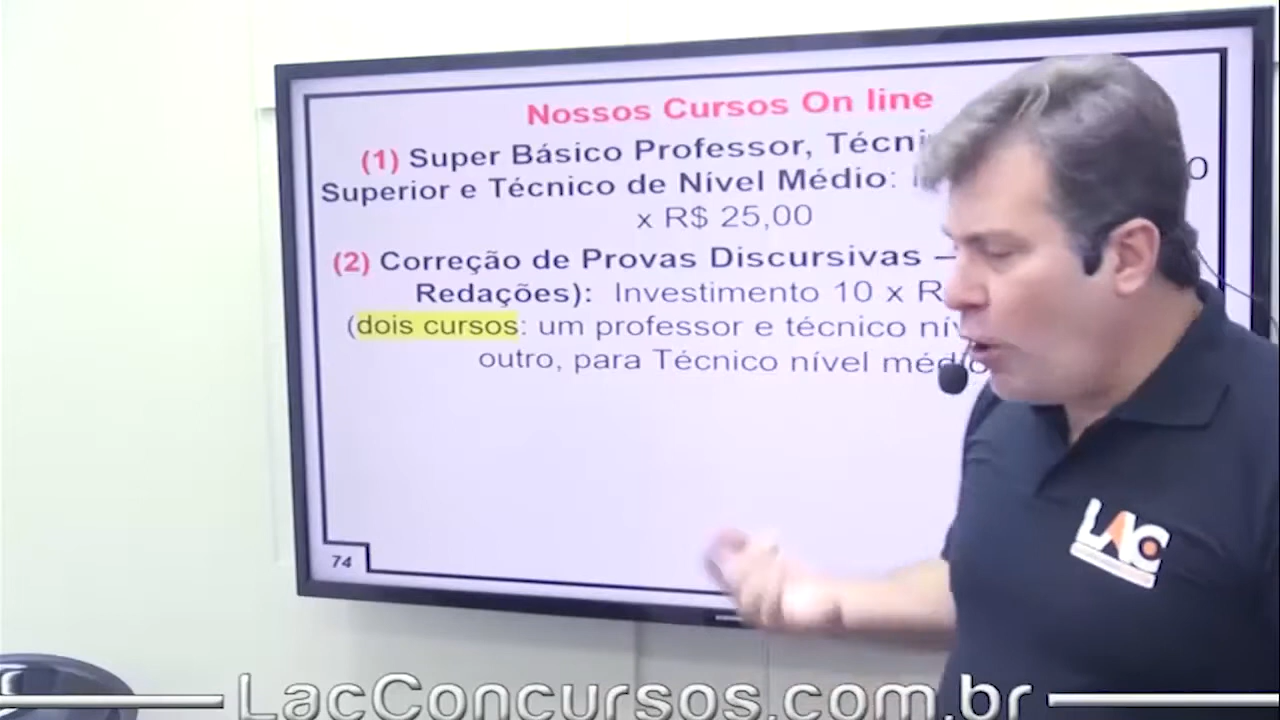 Nossos Cursos On line
(1) Super Básico Professor, Técni
Superior e Técnico de Nível Médio: 0
x R$ 25,00
(2) Correção de Provas Discursivas –
Redações): Investimento 10 x R
(dois cursos: um professor e técnico nív
outro, para Técnico nível médio
74
LAC
LacConcursos.com.br